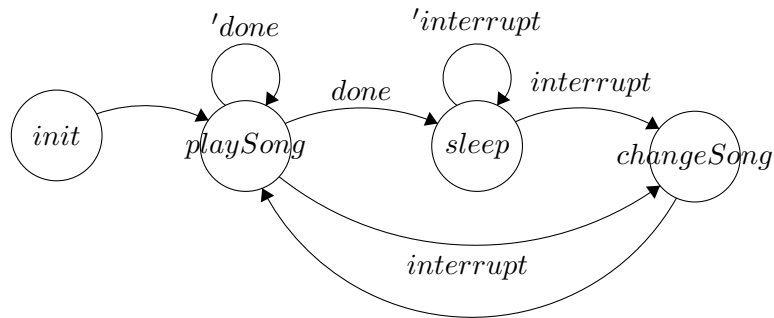 'done
'interrupt
done
interrupt
init
playSong
sleep
changeSong
interrupt